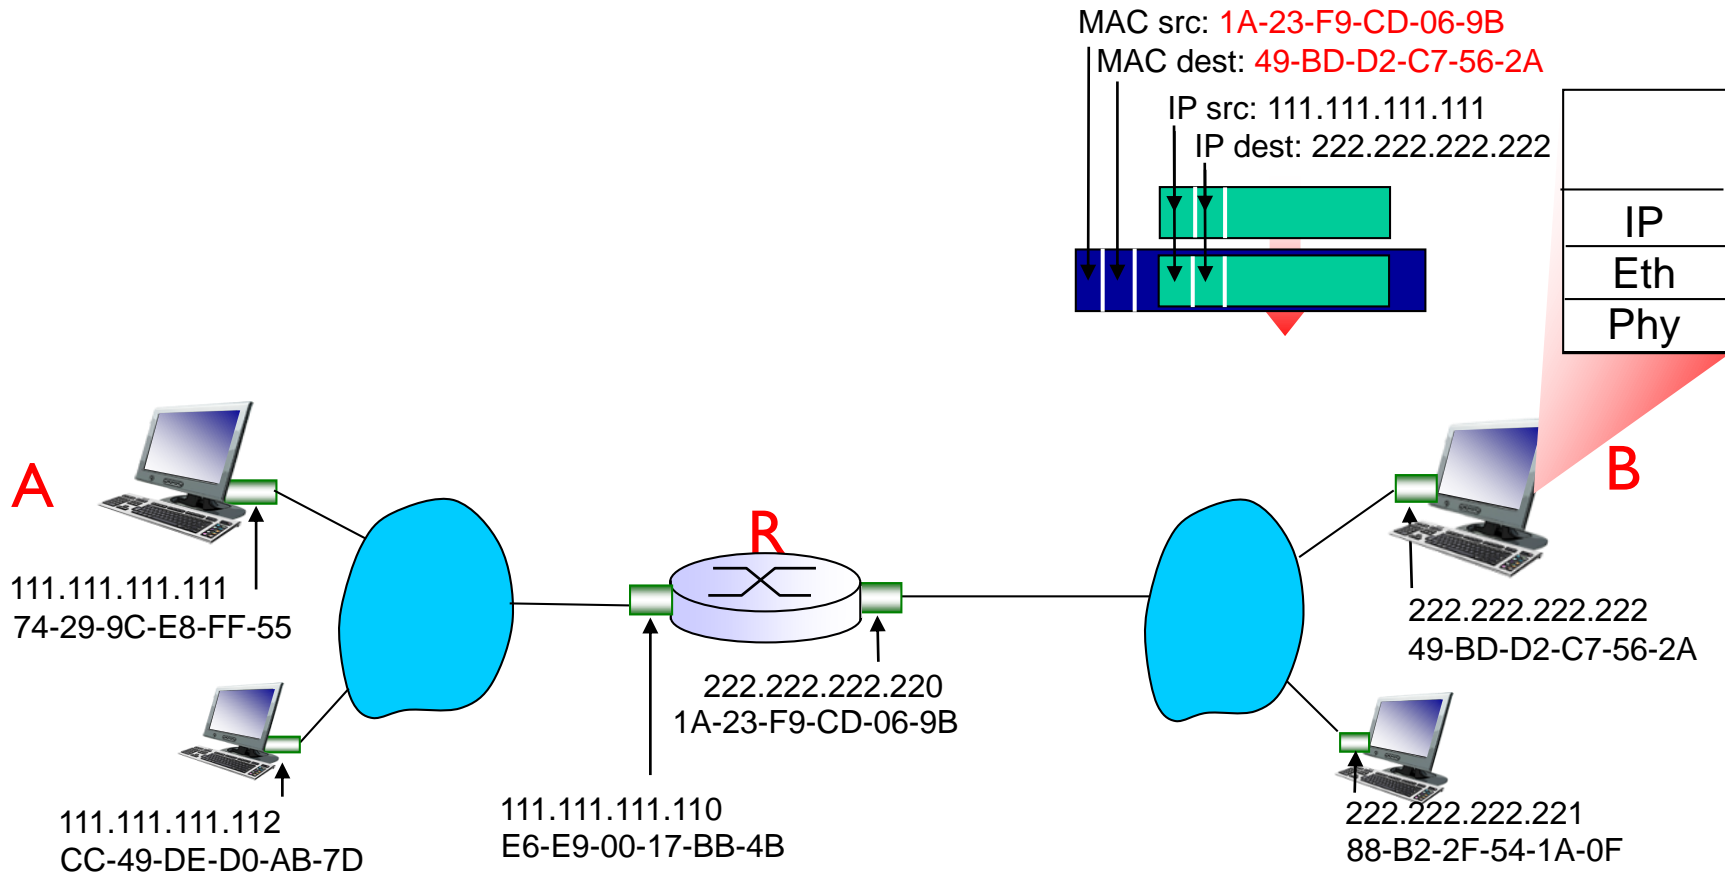 MAC src: 1A-23-F9-CD-06-9B
MAC dest: 49-BD-D2-C7-56-2A
IP src: 111.111.111.111
IP dest: 222.222.222.222
IP
Eth
Phy
A
B
R
111.111.111.111
74-29-9C-E8-FF-55
222.222.222.222
49-BD-D2-C7-56-2A
222.222.222.220
1A-23-F9-CD-06-9B
111.111.111.112
CC-49-DE-D0-AB-7D
111.111.111.110
E6-E9-00-17-BB-4B
222.222.222.221
88-B2-2F-54-1A-0F